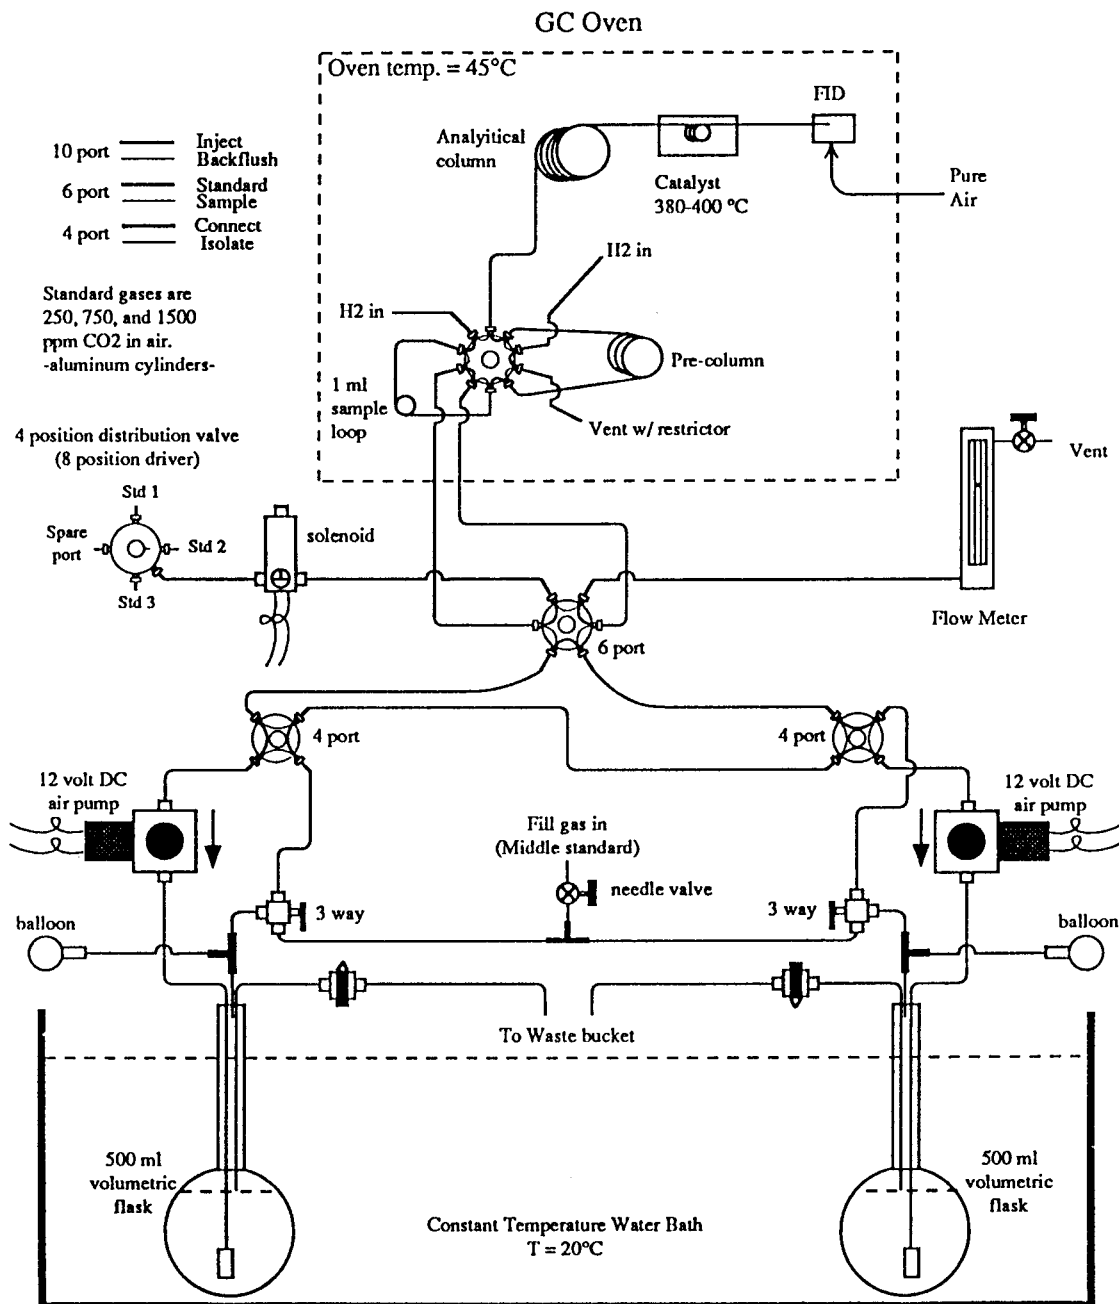 GC Oven
Oven temp. = 45°C
FID
Analyitical
column
Catalyst
380-400 °C
Pure
Air
10 port
Inject
Backflush
6 port
Standard
Sample
4 port
Connect
Isolate
H2 in
H2 in
Standard gases are
250, 750, and 1500
ppm CO2 in air.
-aluminum cylinders-
Pre-column
1 ml
sample
loop
Vent w/ restrictor
4 position distribution valve
(8 position driver)
Vent
Std 1
Spare
port
Std 2
Std 3
solenoid
Flow Meter
6 port
4 port
4 port
12 volt DC
air pump
12 volt DC
air pump
Fill gas in
(Middle standard)
needle valve
3 way
3 way
balloon
balloon
To Waste bucket
500 ml
volumetric
flask
500 ml
volumetric
flask
Constant Temperature Water Bath
T = 20°C